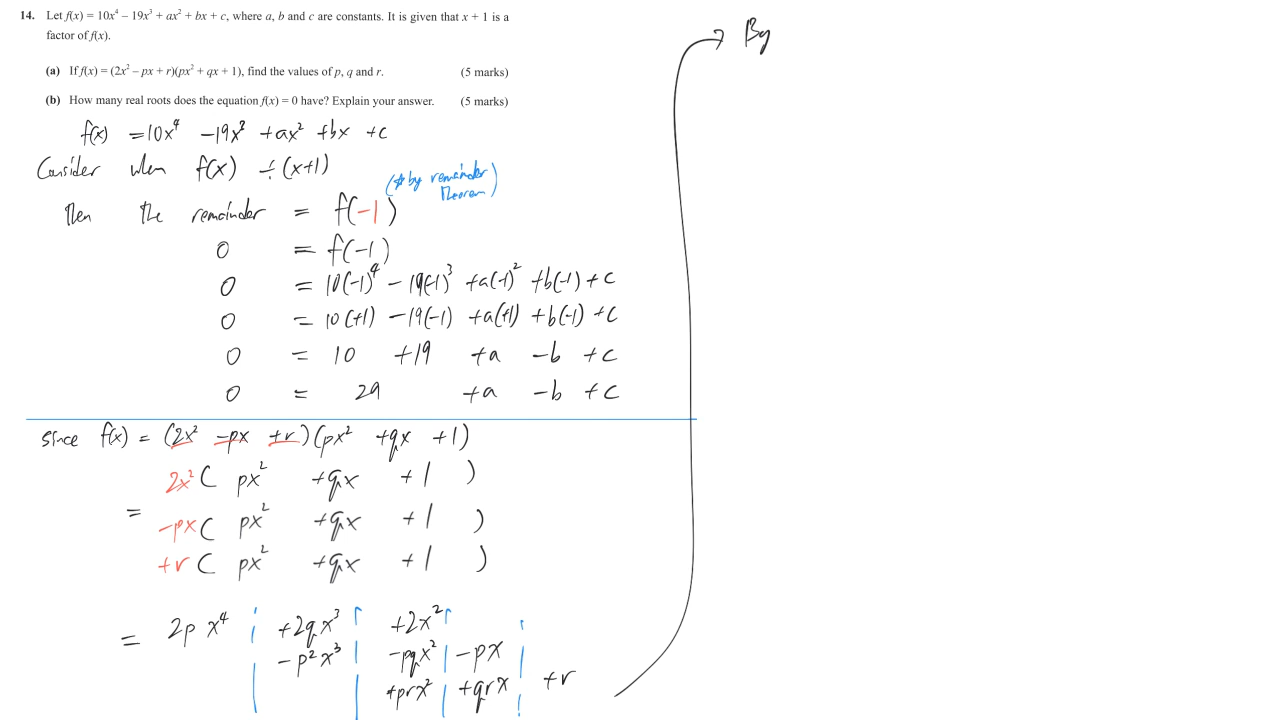 14. Let f(x) = 10x⁴ – 19x³ + ax² + bx + c, where a, b and c are constants. It is given that x + 1 is a
factor of f(x).
(a) If f(x) = (2x² – px + r)(px² + qx + 1), find the values of p, q and r. (5 marks)
(b) How many real roots does the equation f(x) = 0 have? Explain your answer. (5 marks)
f(x) = 10x⁴ – 19x³ + ax² + bx + c
Consider when f(x) ÷ (x+1)
(* by remainder
Theorem)
Then the remainder = f(-1)
0 = f(-1)
0 = 10(-1)⁴ – 19(-1)³ + a(-1)² + b(-1) + c
0 = 10(+1) – 19(-1) + a(+1) + b(-1) + c
0 = 10 + 19 + a – b + c
0 = 29 + a – b + c
since f(x) = (2x² – px + r)(px² + qx + 1)
2x²( px² + qx + 1 )
=
-px( px² + qx + 1 )
+r( px² + qx + 1 )
= 2px⁴ + 2qx³ + 2x²
– p²x³ – pqx² – px
+ prx² + qrx + r
By